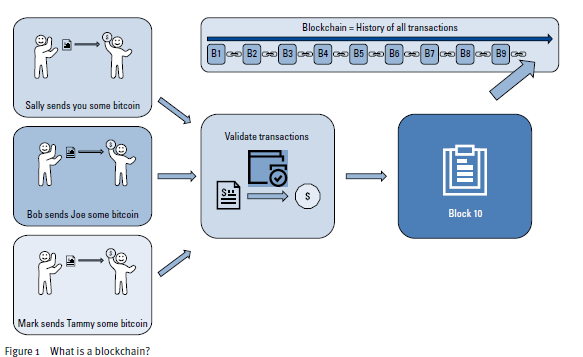 Blockchain = History of all transactions
B1 B2 B3 B4 B5 B6 B7 B8 B9
$
Sally sends you some bitcoin
$
Bob sends Joe some bitcoin
$
Mark sends Tammy some bitcoin
Validate transactions
$
$
Block 10
Figure 1 What is a blockchain?